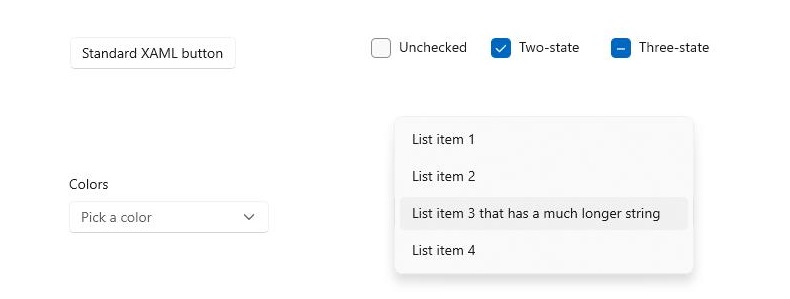 Standard XAML button
Unchecked
Two-state
Three-state
Colors
Pick a color
List item 1
List item 2
List item 3 that has a much longer string
List item 4